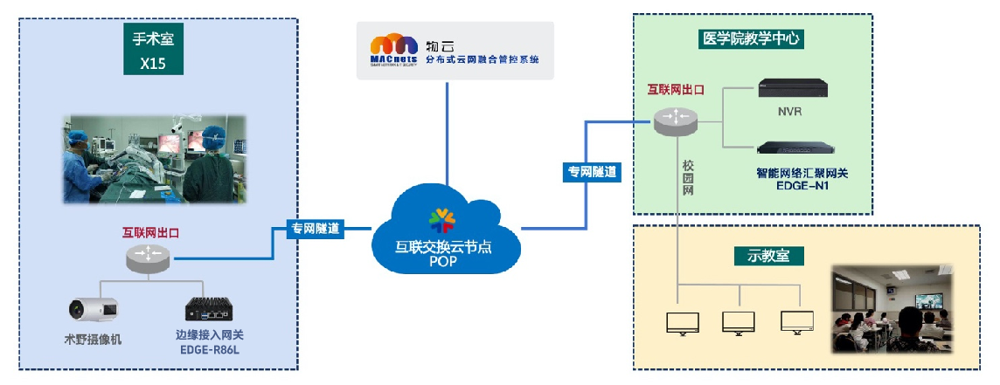 手术室
X15
互联网出口
术野摄像机
边缘接入网关
EDGE-R86L
专网隧道
MACnets
SMART NETWORK & IT SECURITY
物云
分布式云网融合管控系统
互联交换云节点
POP
专网隧道
医学院教学中心
互联网出口
NVR
智能网络汇聚网关
EDGE-N1
校园网
示教室